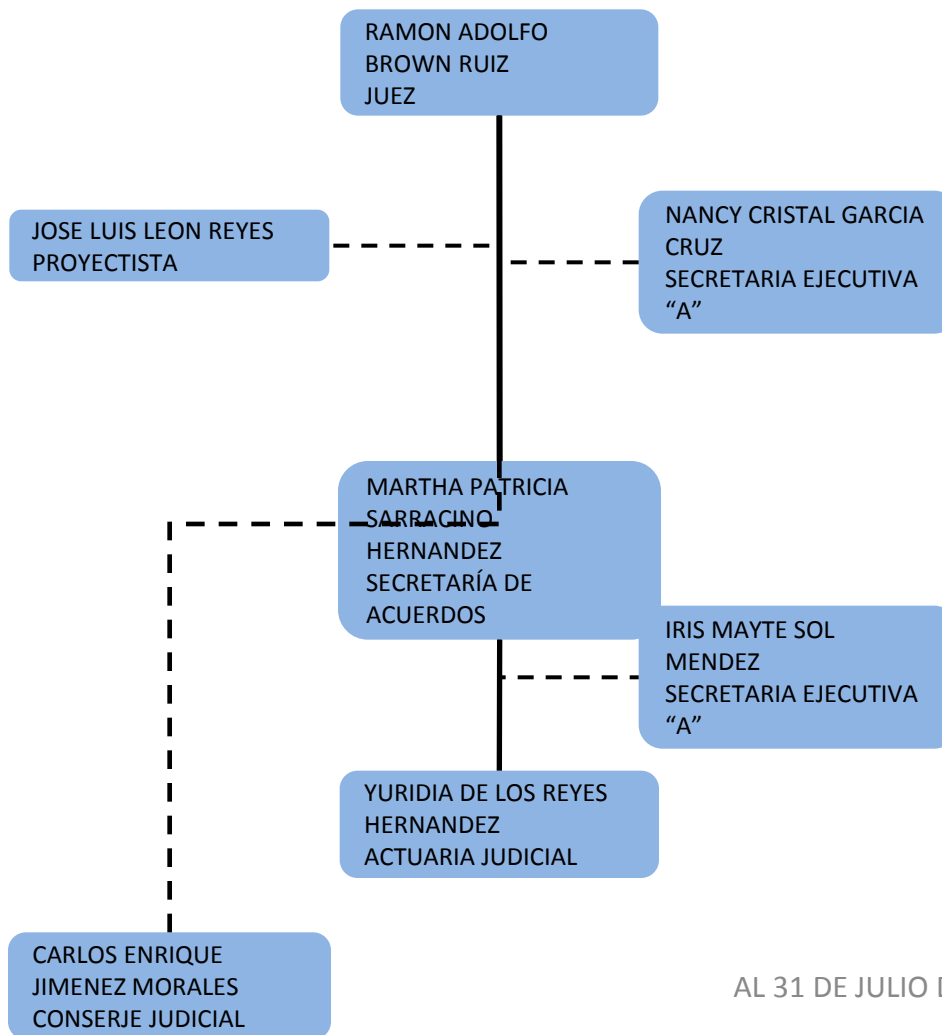 RAMON ADOLFO
BROWN RUIZ
JUEZ
JOSE LUIS LEON REYES
PROYECTISTA
NANCY CRISTAL GARCIA
CRUZ
SECRETARIA EJECUTIVA
“A”
MARTHA PATRICIA
SARRACINO
HERNANDEZ
SECRETARÍA DE
ACUERDOS
IRIS MAYTE SOL
MENDEZ
SECRETARIA EJECUTIVA
“A”
YURIDIA DE LOS REYES
HERNANDEZ
ACTUARIA JUDICIAL
CARLOS ENRIQUE
JIMENEZ MORALES
CONSERJE JUDICIAL
AL 31 DE JULIO